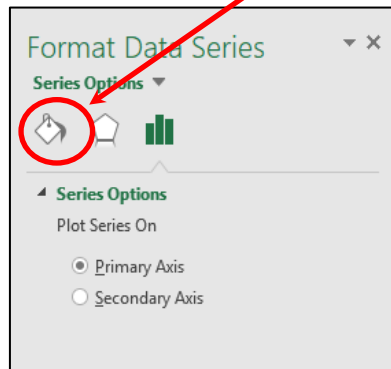 Format Data Series
Series Options
Series Options
Plot Series On
Primary Axis
Secondary Axis